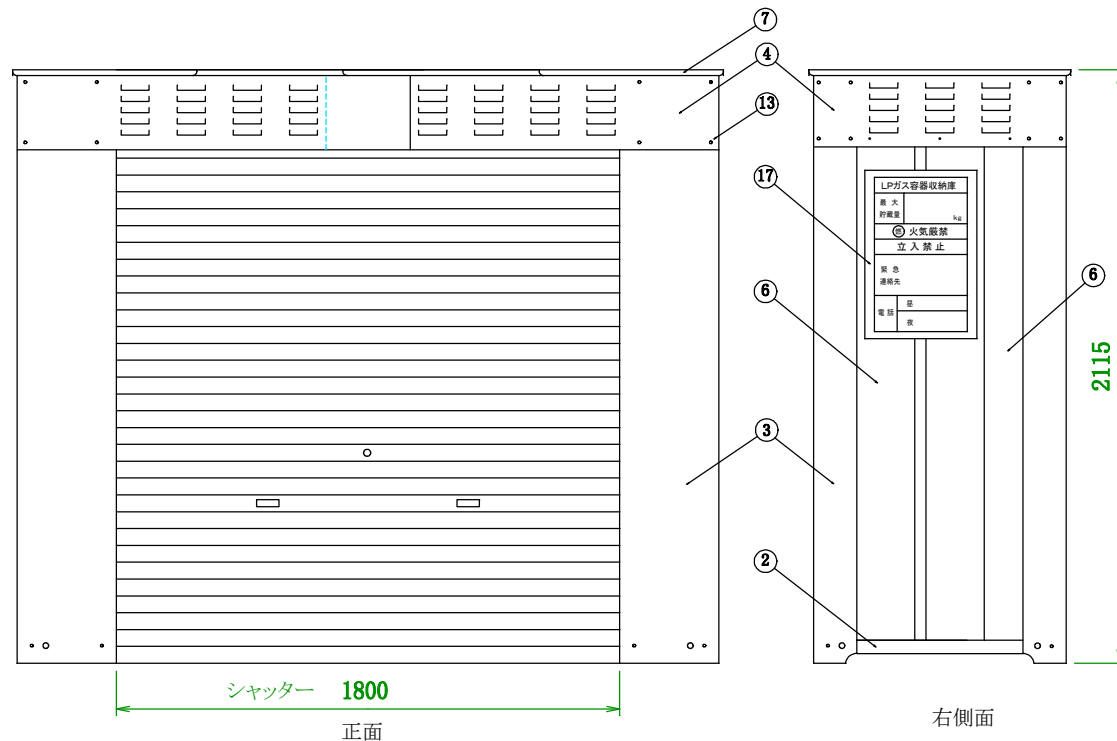 ⑦
④
⑬
⑰
LPガス容器収納庫
最大
貯蔵量 kg
燃 火気厳禁
立入禁止
緊急
連絡先
電話
昼
夜
⑥
⑥
2115
③
②
シャッター 1800
正面
右側面